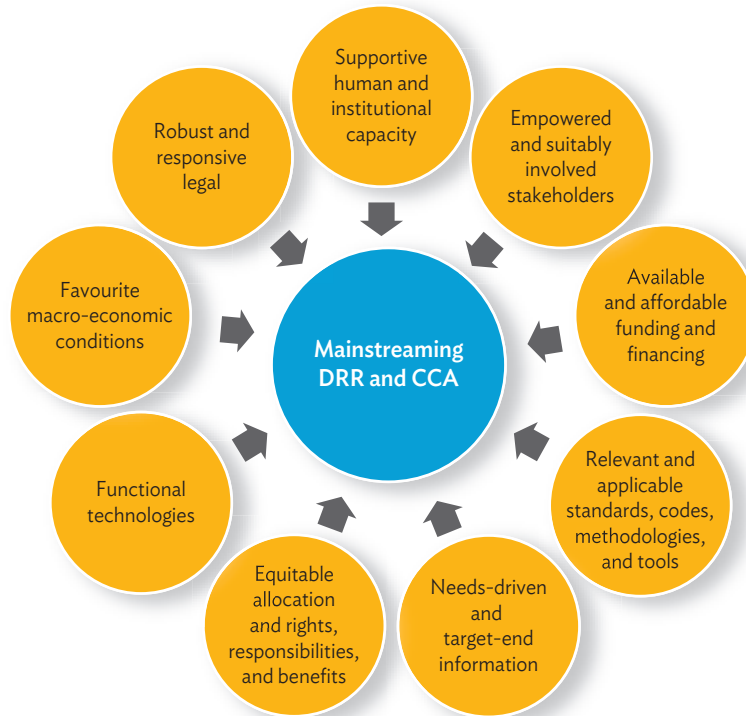 Supportive
human and
institutional
capacity
Empowered
and suitably
involved
stakeholders
Available
and affordable
funding and
financing
Relevant and
applicable
standards, codes,
methodologies,
and tools
Needs-driven
and
target-end
information
Equitable
allocation
and rights,
responsibilities,
and benefits
Functional
technologies
Favourite
macro-economic
conditions
Robust and
responsive
legal
Mainstreaming
DRR and CCA